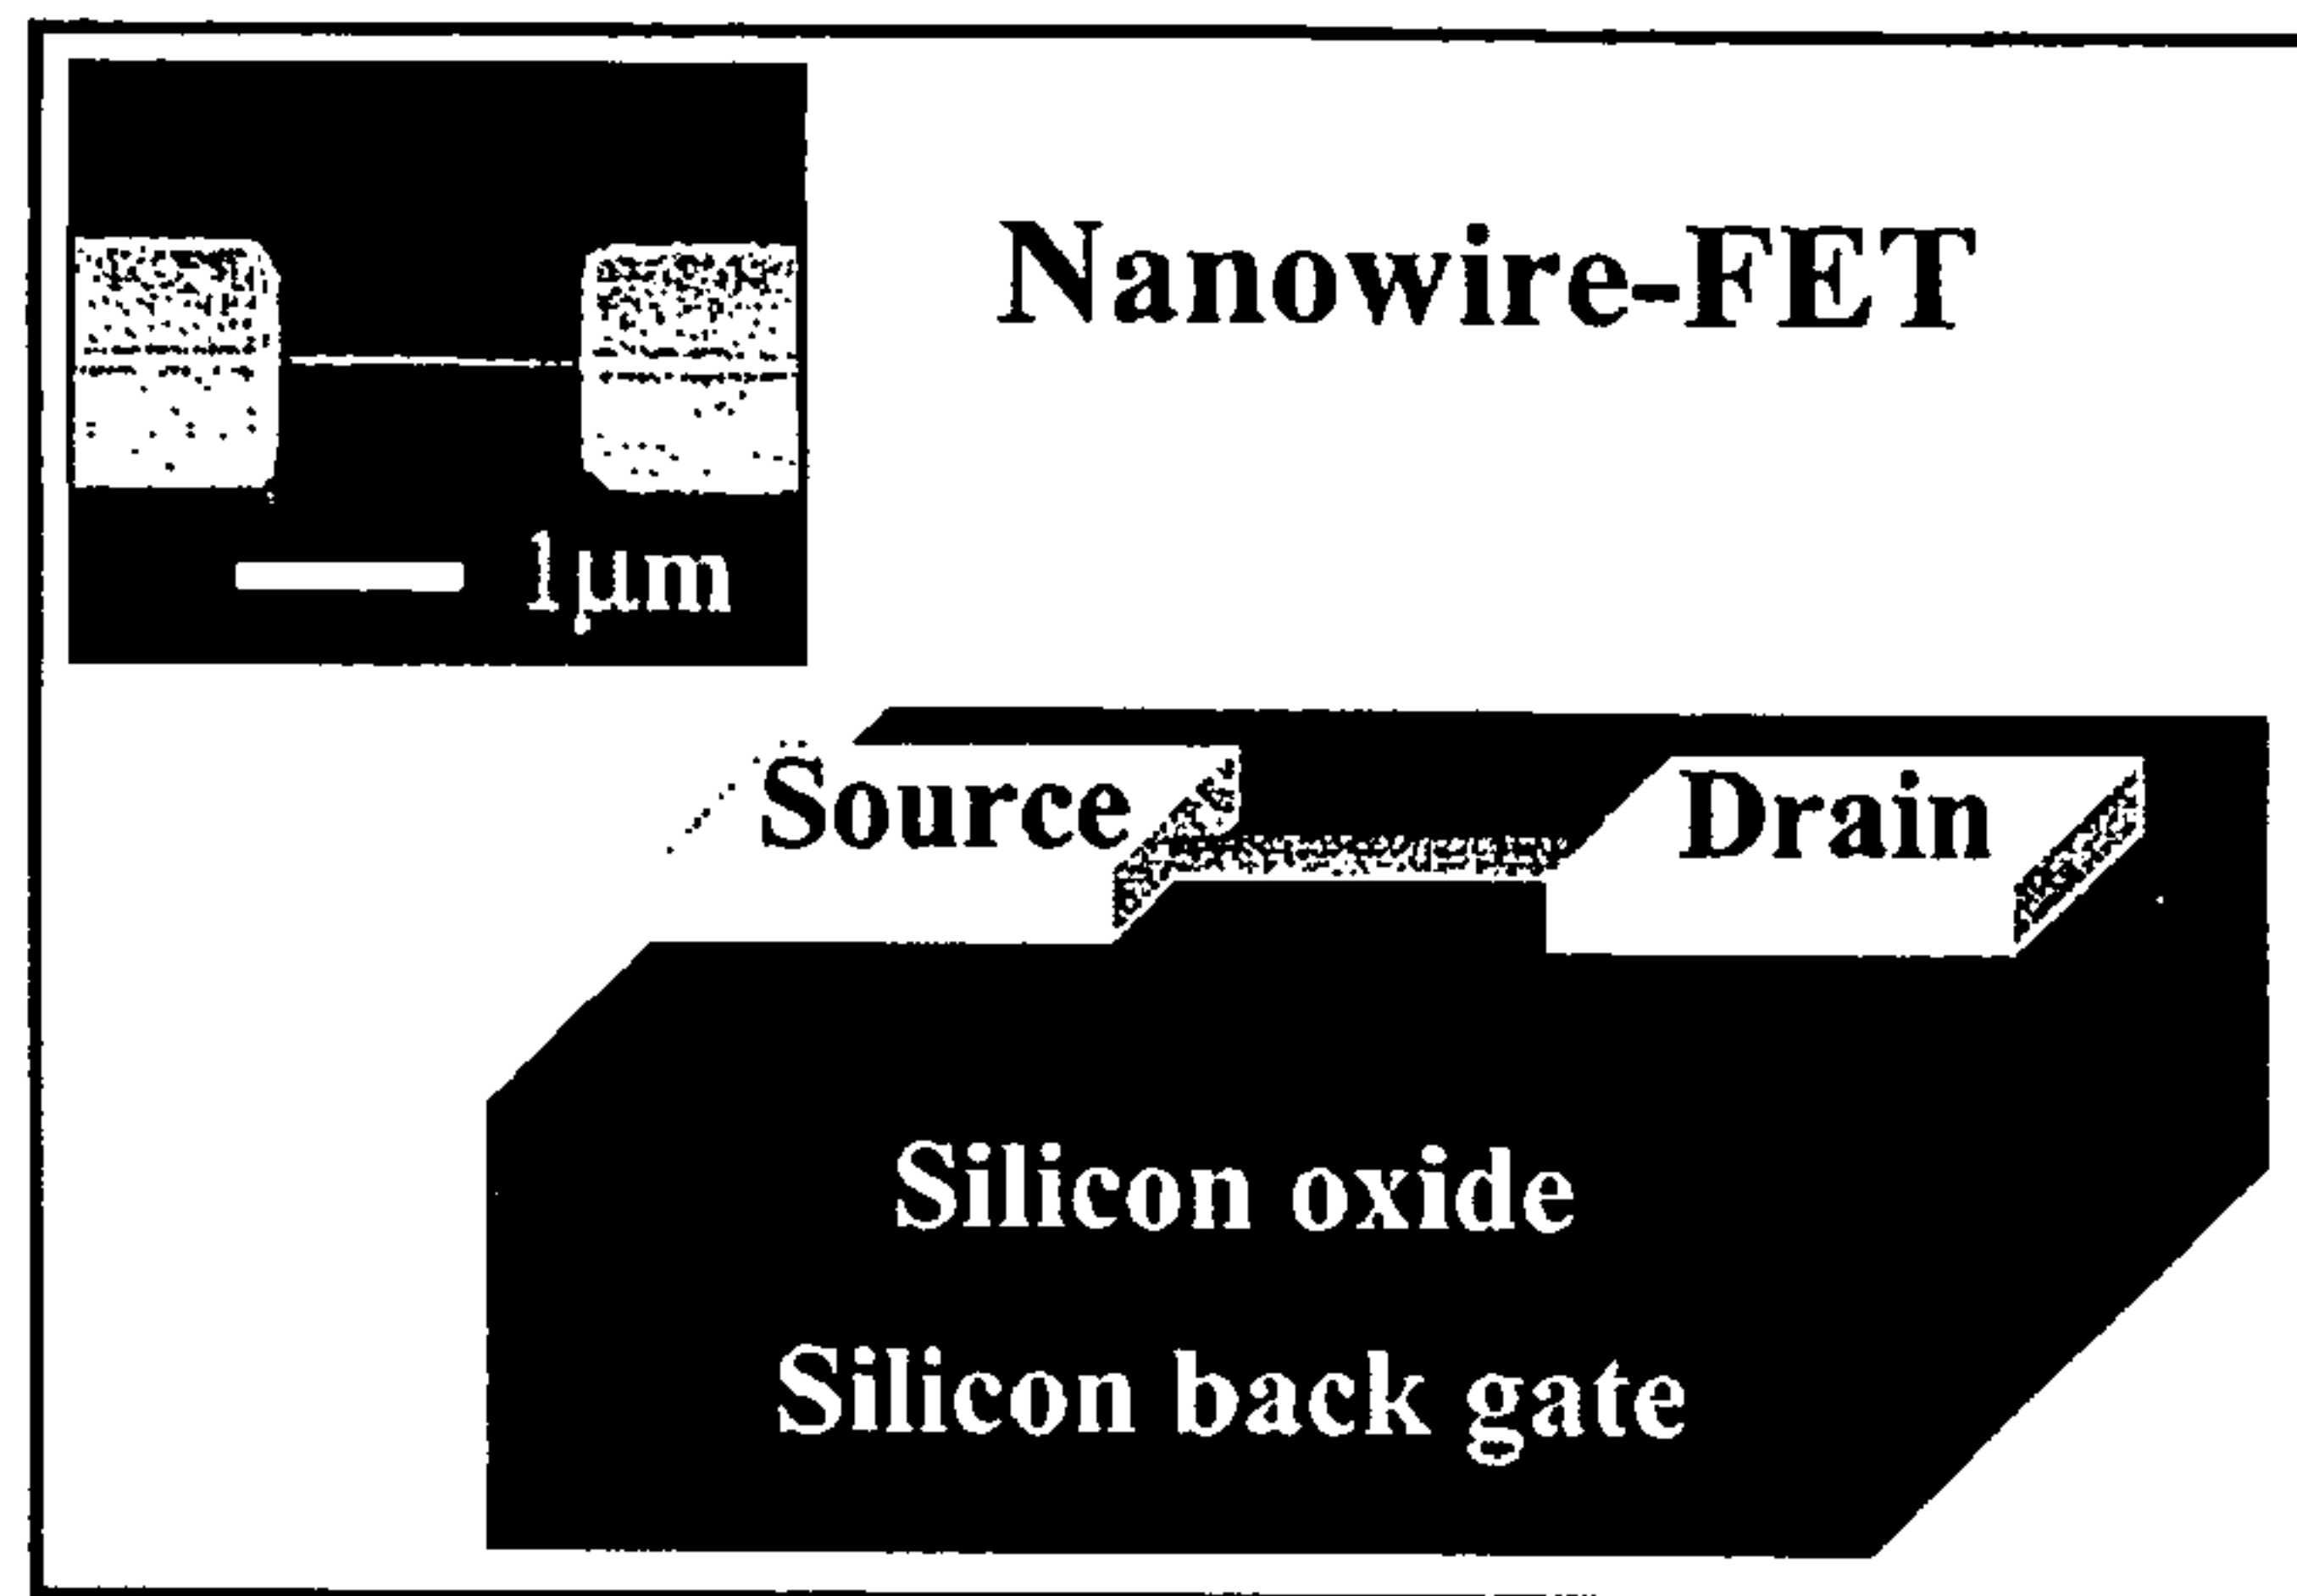 Nanowire-FET
1µm
Source
Drain
Silicon oxide
Silicon back gate